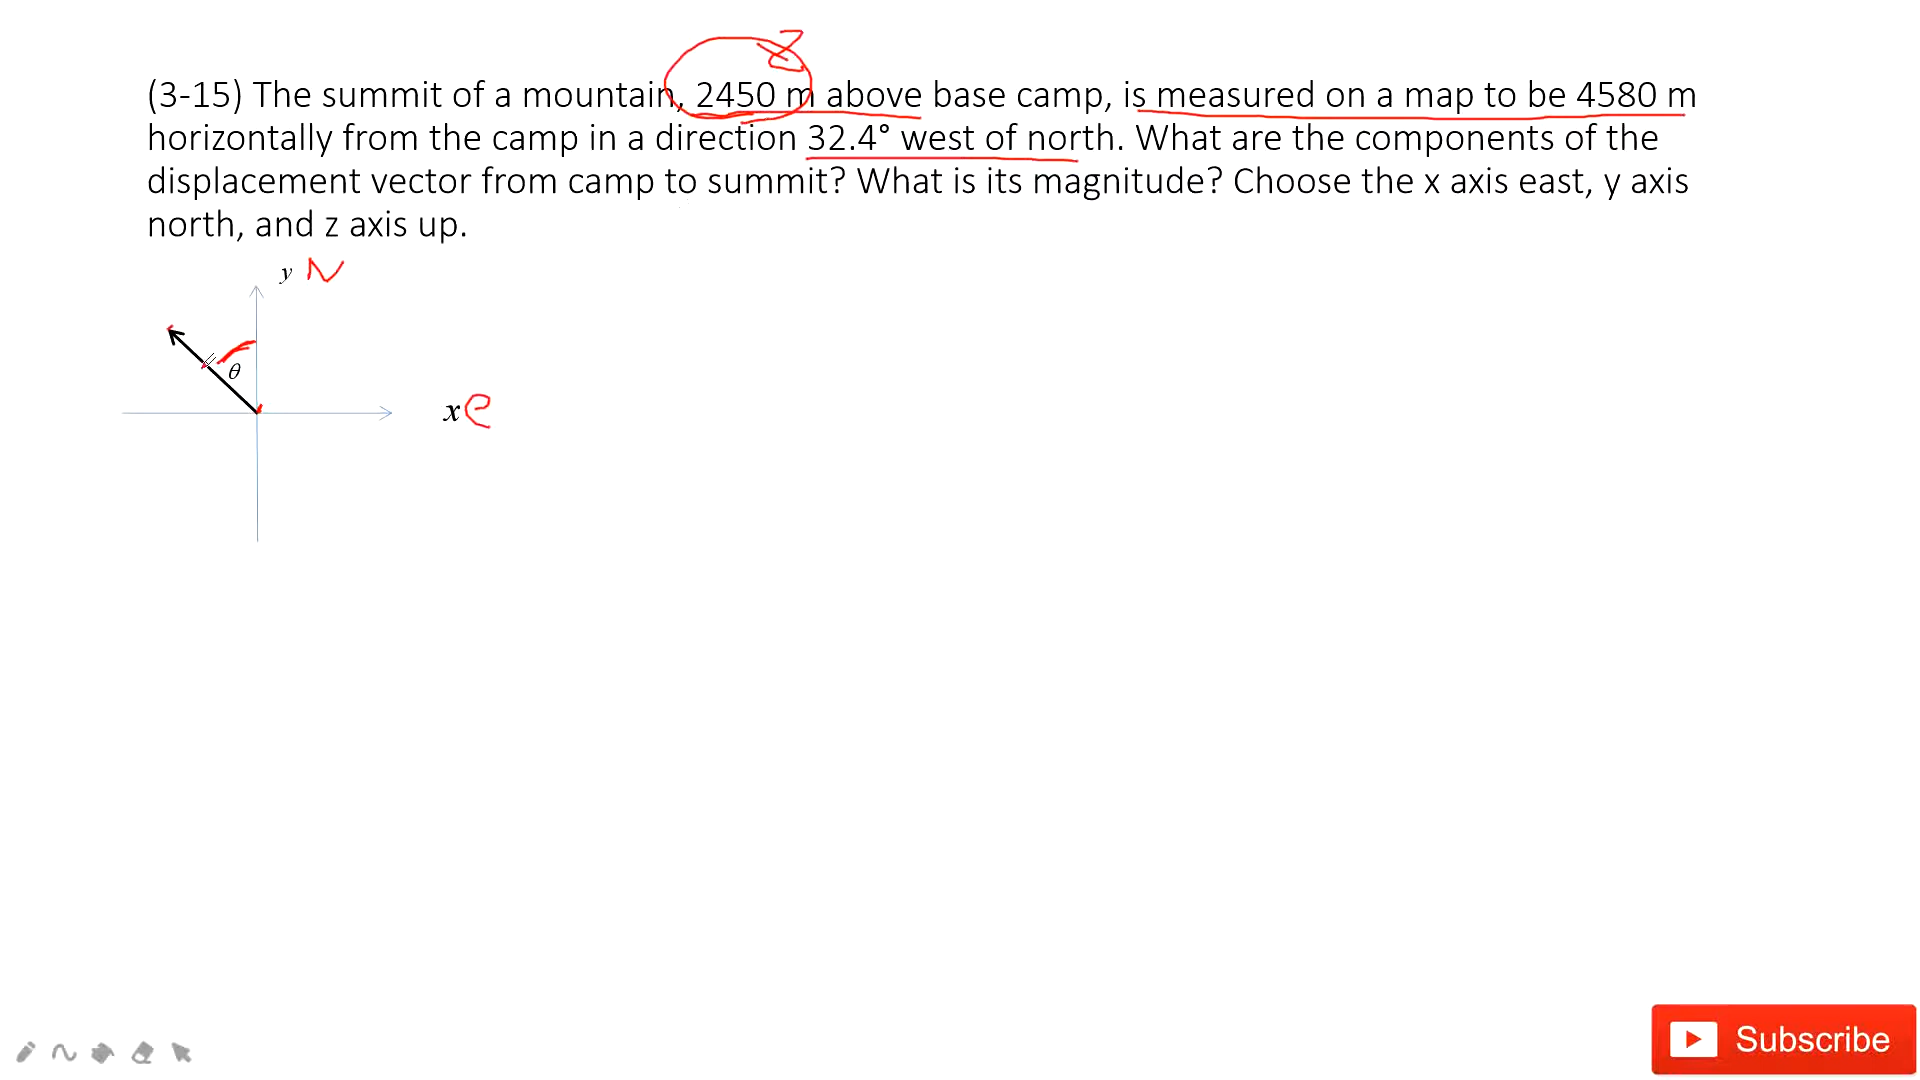 z
(3-15) The summit of a mountain, 2450 m above base camp, is measured on a map to be 4580 m
horizontally from the camp in a direction 32.4° west of north. What are the components of the
displacement vector from camp to summit? What is its magnitude? Choose the x axis east, y axis
north, and z axis up.
y N
θ
x e
Subscribe